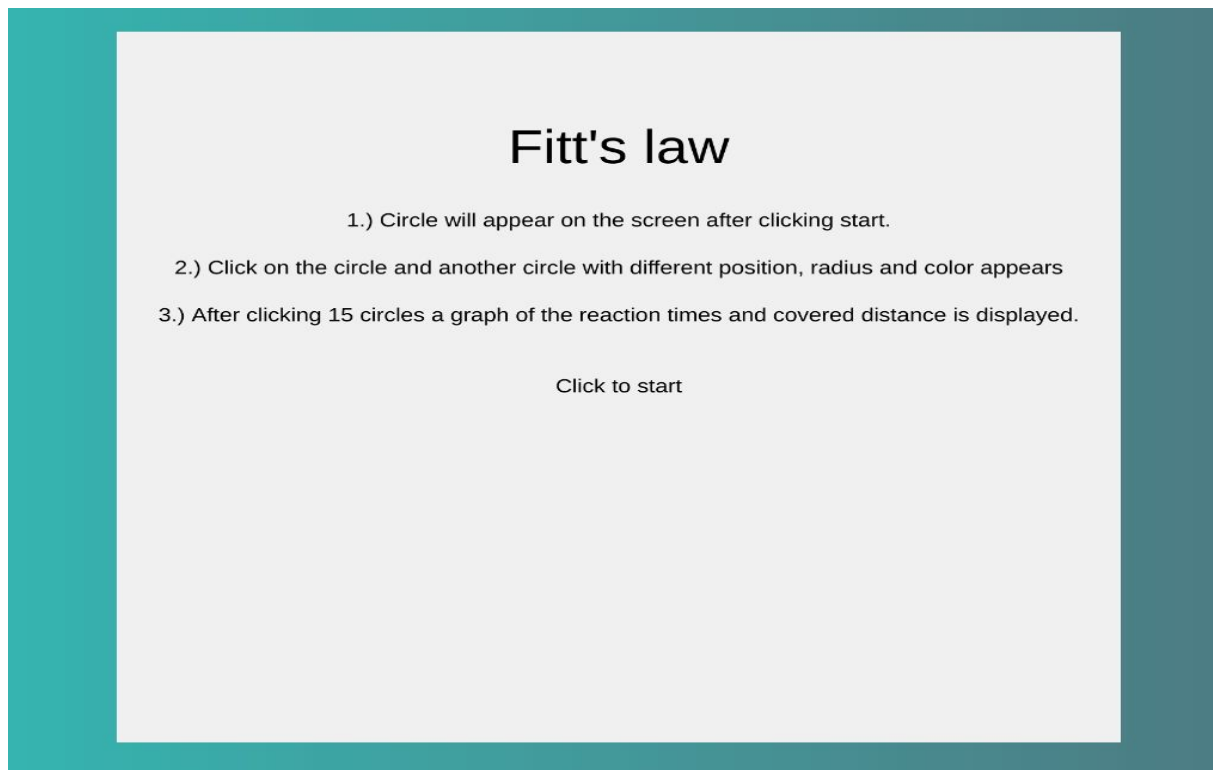 Fitt's law
1.) Circle will appear on the screen after clicking start.
2.) Click on the circle and another circle with different position, radius and color appears
3.) After clicking 15 circles a graph of the reaction times and covered distance is displayed.
Click to start